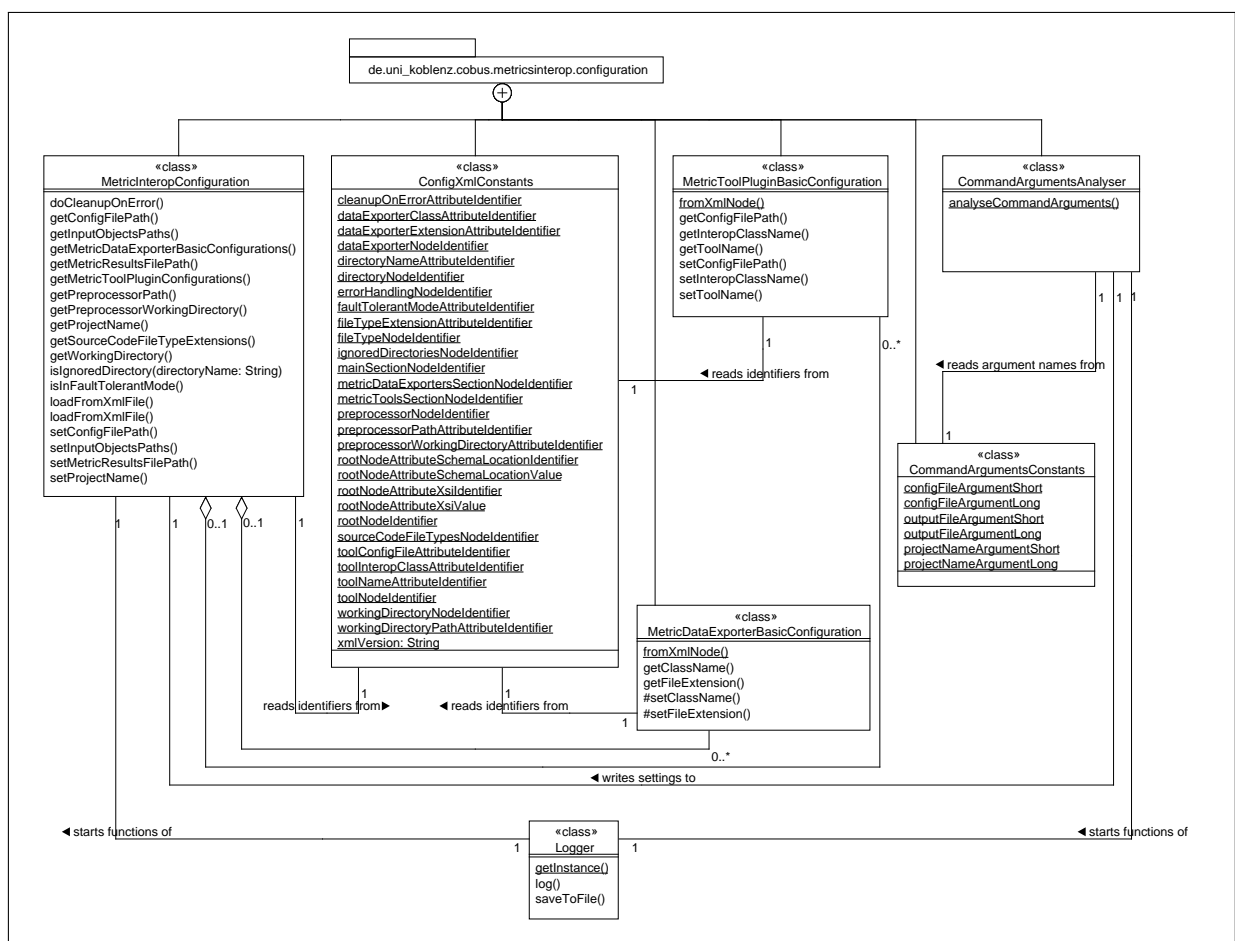 de.uni_koblenz.cobus.metricsinterop.configuration
«class»
MetricInteropConfiguration
doCleanupOnError()
getConfigFilePath()
getInputObjectsPaths()
getMetricDataExporterBasicConfigurations()
getMetricResultsFilePath()
getMetricToolPluginConfigurations()
getPreprocessorPath()
getPreprocessorWorkingDirectory()
getProjectName()
getSourceCodeFileTypeExtensions()
getWorkingDirectory()
isIgnoredDirectory(directoryName: String)
isInFaultTolerantMode()
loadFromXmlFile()
loadFromXmlFile()
setConfigFilePath()
setInputObjectsPaths()
setMetricResultsFilePath()
setProjectName()
«class»
ConfigXmlConstants
cleanupOnErrorAttributeIdentifier
dataExporterClassAttributeIdentifier
dataExporterExtensionAttributeIdentifier
dataExporterNodeIdentifier
directoryNameAttributeIdentifier
directoryNodeIdentifier
errorHandlingNodeIdentifier
faultTolerantModeAttributeIdentifier
fileTypeExtensionAttributeIdentifier
fileTypeNodeIdentifier
ignoredDirectoriesNodeIdentifier
mainSectionNodeIdentifier
metricDataExportersSectionNodeIdentifier
metricToolsSectionNodeIdentifier
preprocessorNodeIdentifier
preprocessorPathAttributeIdentifier
preprocessorWorkingDirectoryAttributeIdentifier
rootNodeAttributeSchemaLocationIdentifier
rootNodeAttributeSchemaLocationValue
rootNodeAttributeXsiIdentifier
rootNodeAttributeXsiValue
rootNodeIdentifier
sourceCodeFileTypesNodeIdentifier
toolConfigFileAttributeIdentifier
toolInteropClassAttributeIdentifier
toolNameAttributeIdentifier
toolNodeIdentifier
workingDirectoryNodeIdentifier
workingDirectoryPathAttributeIdentifier
xmlVersion: String
«class»
MetricToolPluginBasicConfiguration
fromXmlNode()
getConfigFilePath()
getInteropClassName()
getToolName()
setConfigFilePath()
setInteropClassName()
setToolName()
«class»
CommandArgumentsAnalyser
analyseCommandArguments()
1 1 1
1
0..*
◄ reads argument names from
◄ reads identifiers from
1
1
«class»
CommandArgumentsConstants
configFileArgumentShort
configFileArgumentLong
outputFileArgumentShort
outputFileArgumentLong
projectNameArgumentShort
projectNameArgumentLong
1 1 0..1 0..1 1
«class»
MetricDataExporterBasicConfiguration
fromXmlNode()
getClassName()
getFileExtension()
#setClassName()
#setFileExtension()
1 1
reads identifiers from►
◄ reads identifiers from
1
0..*
◄ writes settings to
◄ starts functions of
◄ starts functions of
1
1
«class»
Logger
getInstance()
log()
saveToFile()